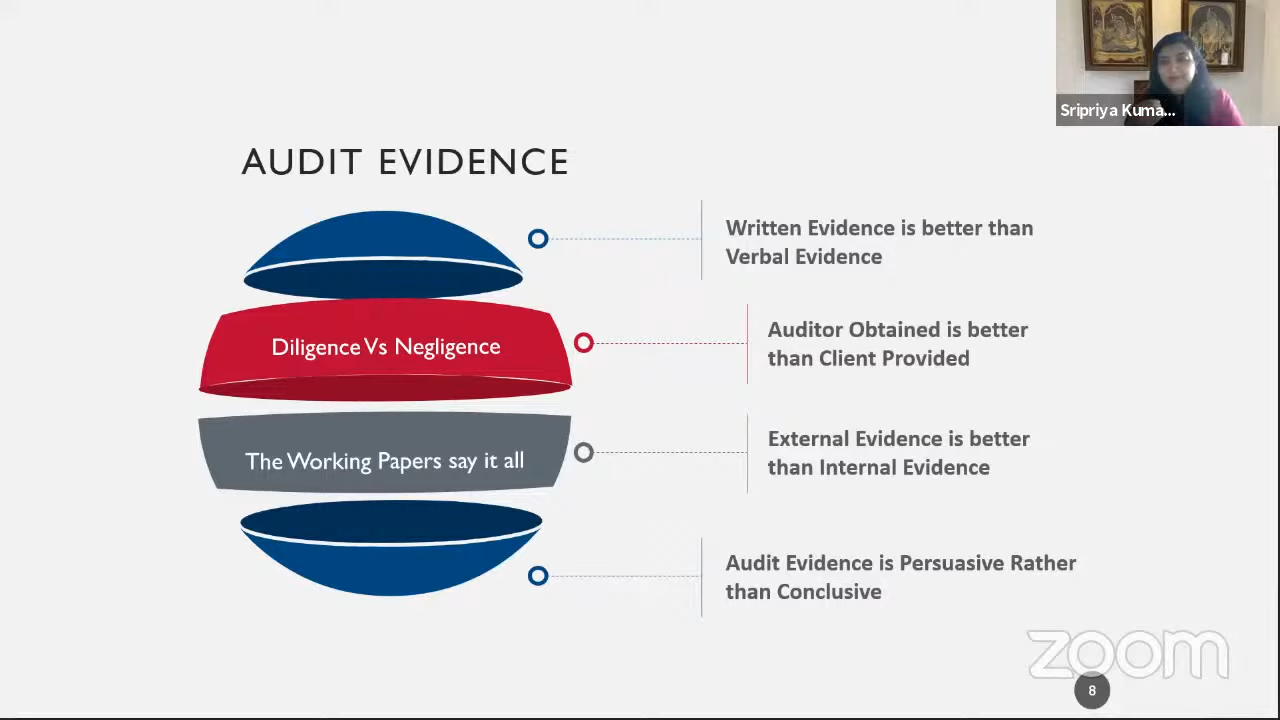 Sripriya Kuma...
AUDIT EVIDENCE
Written Evidence is better than
Verbal Evidence
Diligence Vs Negligence
Auditor Obtained is better
than Client Provided
The Working Papers say it all
External Evidence is better
than Internal Evidence
Audit Evidence is Persuasive Rather
than Conclusive
zoom
8